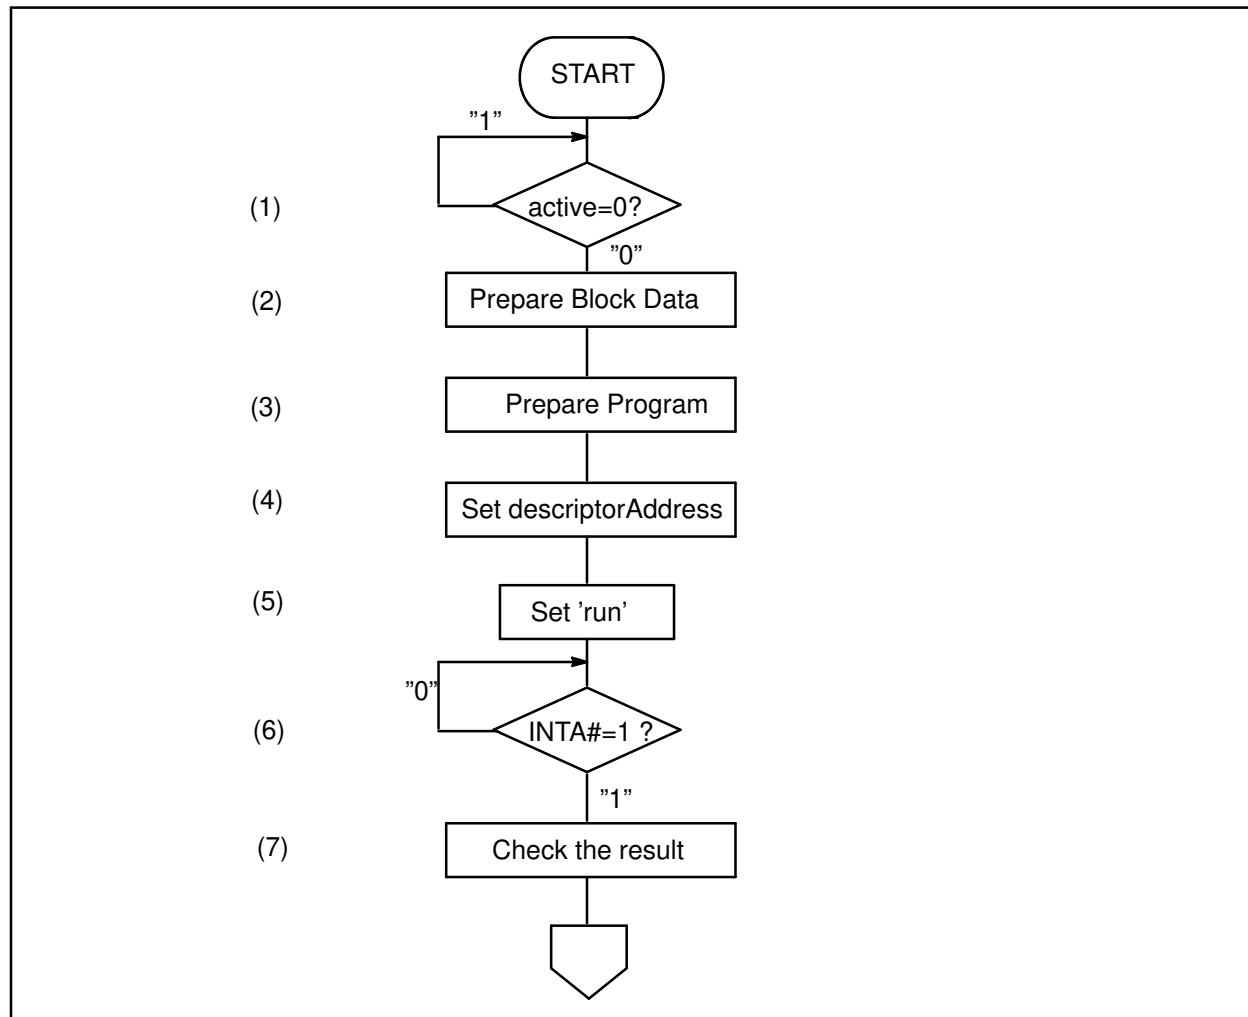 START
”1”
(1)
active=0?
”0”
(2)
Prepare Block Data
(3)
Prepare Program
(4)
Set descriptorAddress
(5)
Set ’run’
”0”
(6)
INTA#=1 ?
”1”
(7)
Check the result